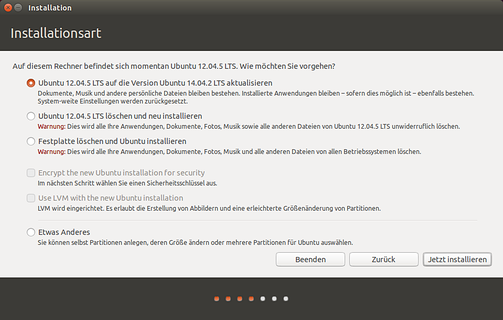 Installation
Installationsart
Auf diesem Rechner befindet sich momentan Ubuntu 12.04.5 LTS. Wie möchten Sie vorgehen?
Ubuntu 12.04.5 LTS auf die Version Ubuntu 14.04.2 LTS aktualisieren
Dokumente, Musik und andere persönliche Dateien bleiben bestehen. Installierte Anwendungen bleiben – sofern dies möglich ist – ebenfalls bestehen.
System-weite Einstellungen werden zurückgesetzt.
Ubuntu 12.04.5 LTS löschen und neu installieren
Warnung: Dies wird alle Ihre Anwendungen, Dokumente, Fotos, Musik sowie alle anderen Dateien von Ubuntu 12.04.5 LTS unwiderruflich löschen.
Festplatte löschen und Ubuntu installieren
Warnung: Dies wird alle Ihre Anwendungen, Dokumente, Fotos, Musik und alle anderen Dateien von allen Betriebssystemen löschen.
Encrypt the new Ubuntu installation for security
Im nächsten Schritt wählen Sie einen Sicherheitsschlüssel aus.
Use LVM with the new Ubuntu installation
LVM wird eingerichtet. Es erlaubt die Erstellung von Abbildern und eine erleichterte Größenänderung von Partitionen.
Etwas Anderes
Sie können selbst Partitionen anlegen, deren Größe ändern oder mehrere Partitionen für Ubuntu auswählen.
Beenden Zurück Jetzt installieren